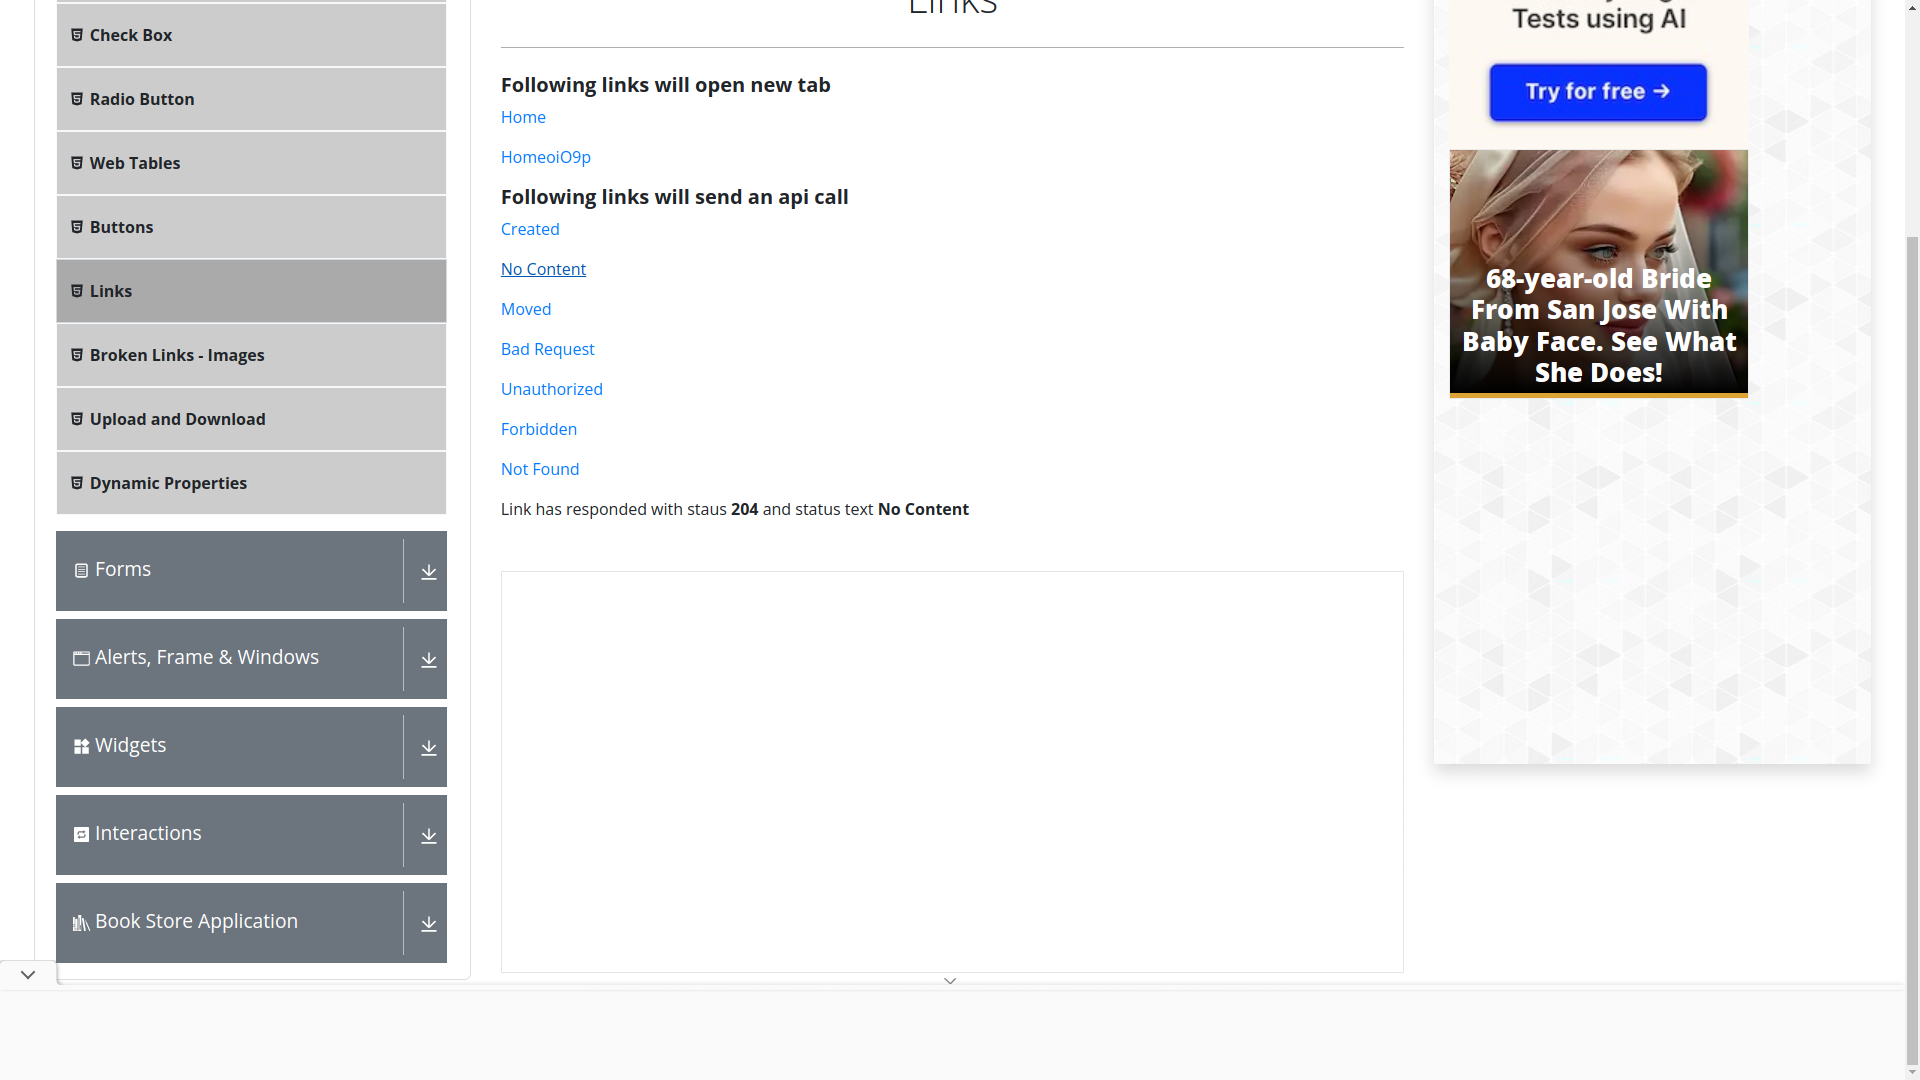 Links
Check Box
Radio Button
Web Tables
Buttons
Links
Broken Links - Images
Upload and Download
Dynamic Properties
Forms
Alerts, Frame & Windows
Widgets
Interactions
Book Store Application
Following links will open new tab
Home
HomeoiO9p
Following links will send an api call
Created
No Content
Moved
Bad Request
Unauthorized
Forbidden
Not Found
Link has responded with staus 204 and status text No Content
Tests using AI
Try for free →
68-year-old Bride
From San Jose With
Baby Face. See What
She Does!